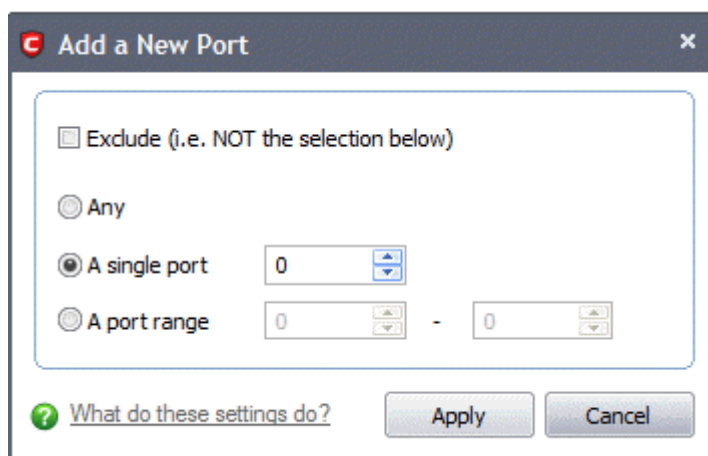 Add a New Port
Exclude (i.e. NOT the selection below)
Any
A single port 0
A port range 0 - 0
What do these settings do? Apply Cancel